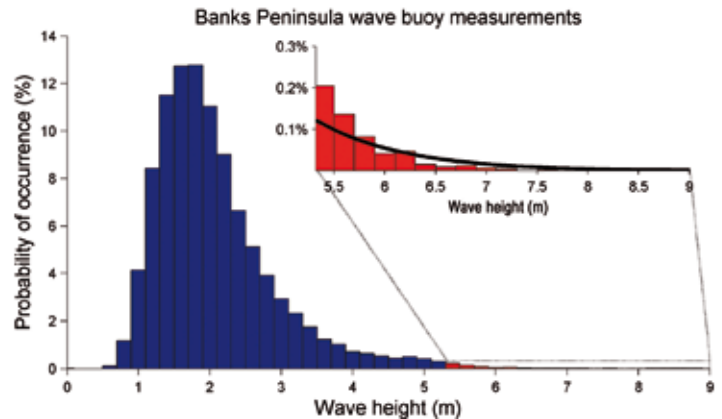 Banks Peninsula wave buoy measurements
Probability of occurrence (%)
14
12
10
8
6
4
2
0
0 1 2 3 4 5 6 7 8 9
Wave height (m)
0.3%
0.2%
0.1%
5.5 6 6.5 7 7.5 8 8.5 9
Wave height (m)